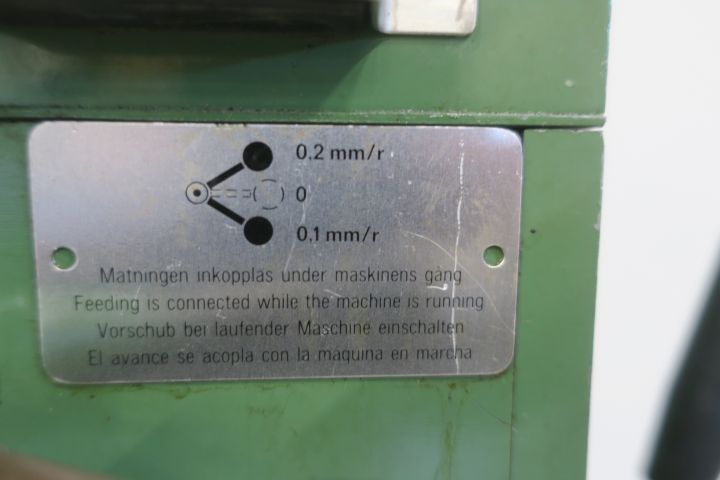 0,2 mm/r
0
0,1 mm/r
Matningen inkopplas under maskinens gång
Feeding is connected while the machine is running
Vorschub bei laufender Maschine einschalten
El avance se acopla con la maquina en marcha